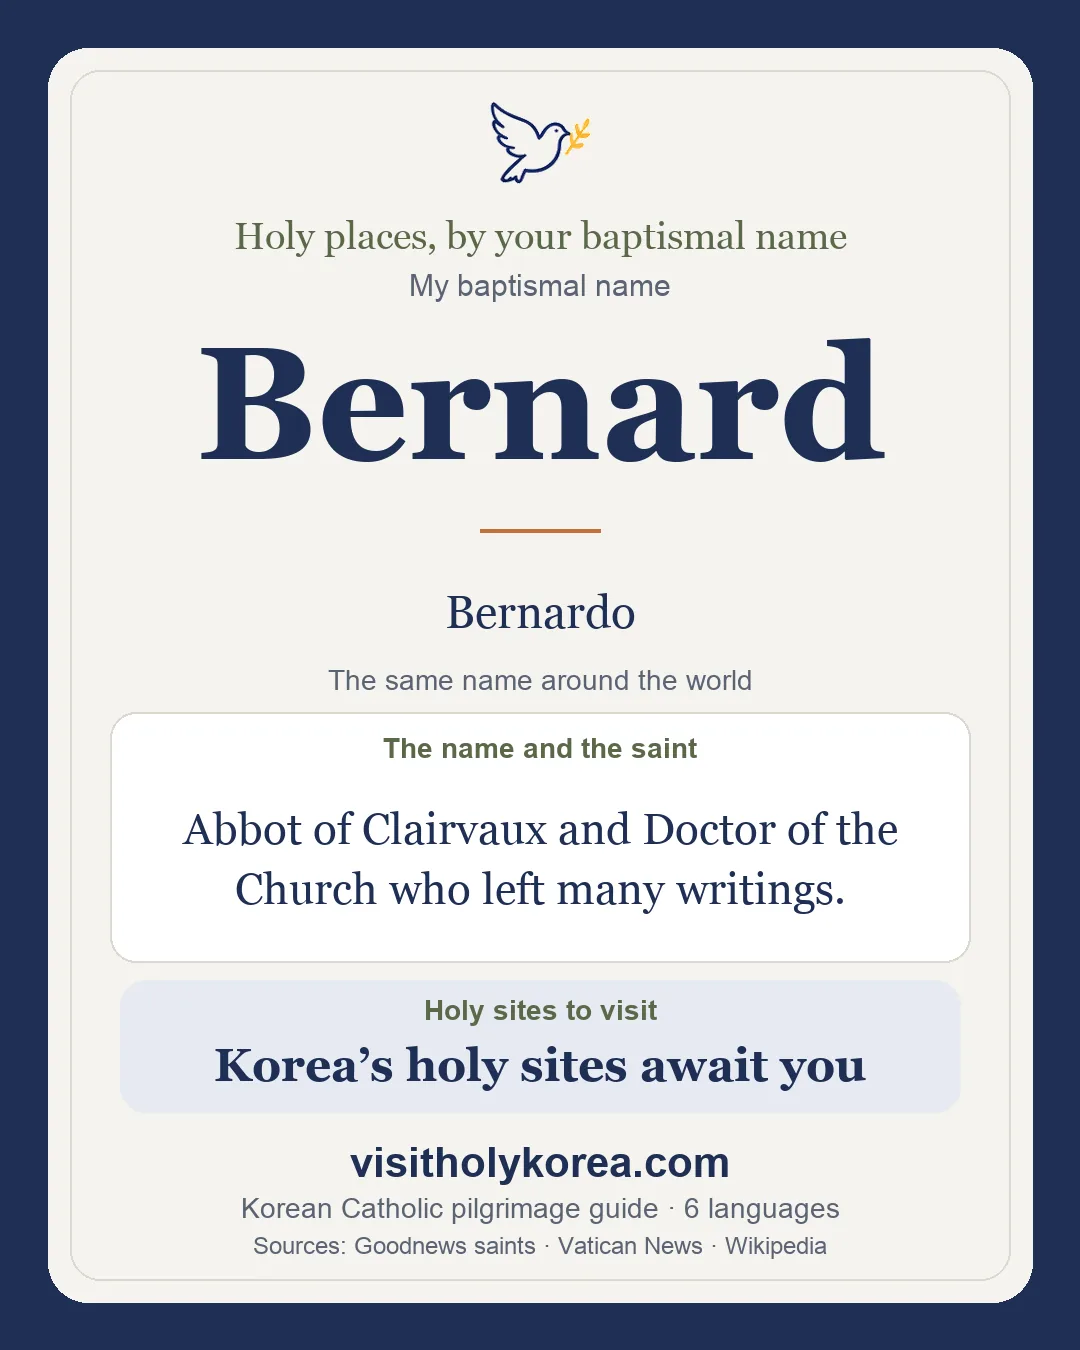 Holy places, by your baptismal name
My baptismal name
Bernard
Bernardo
The same name around the world
The name and the saint
Abbot of Clairvaux and Doctor of the
Church who left many writings.
Holy sites to visit
Korea’s holy sites await you
visitholykorea.com
Korean Catholic pilgrimage guide · 6 languages
Sources: Goodnews saints · Vatican News · Wikipedia